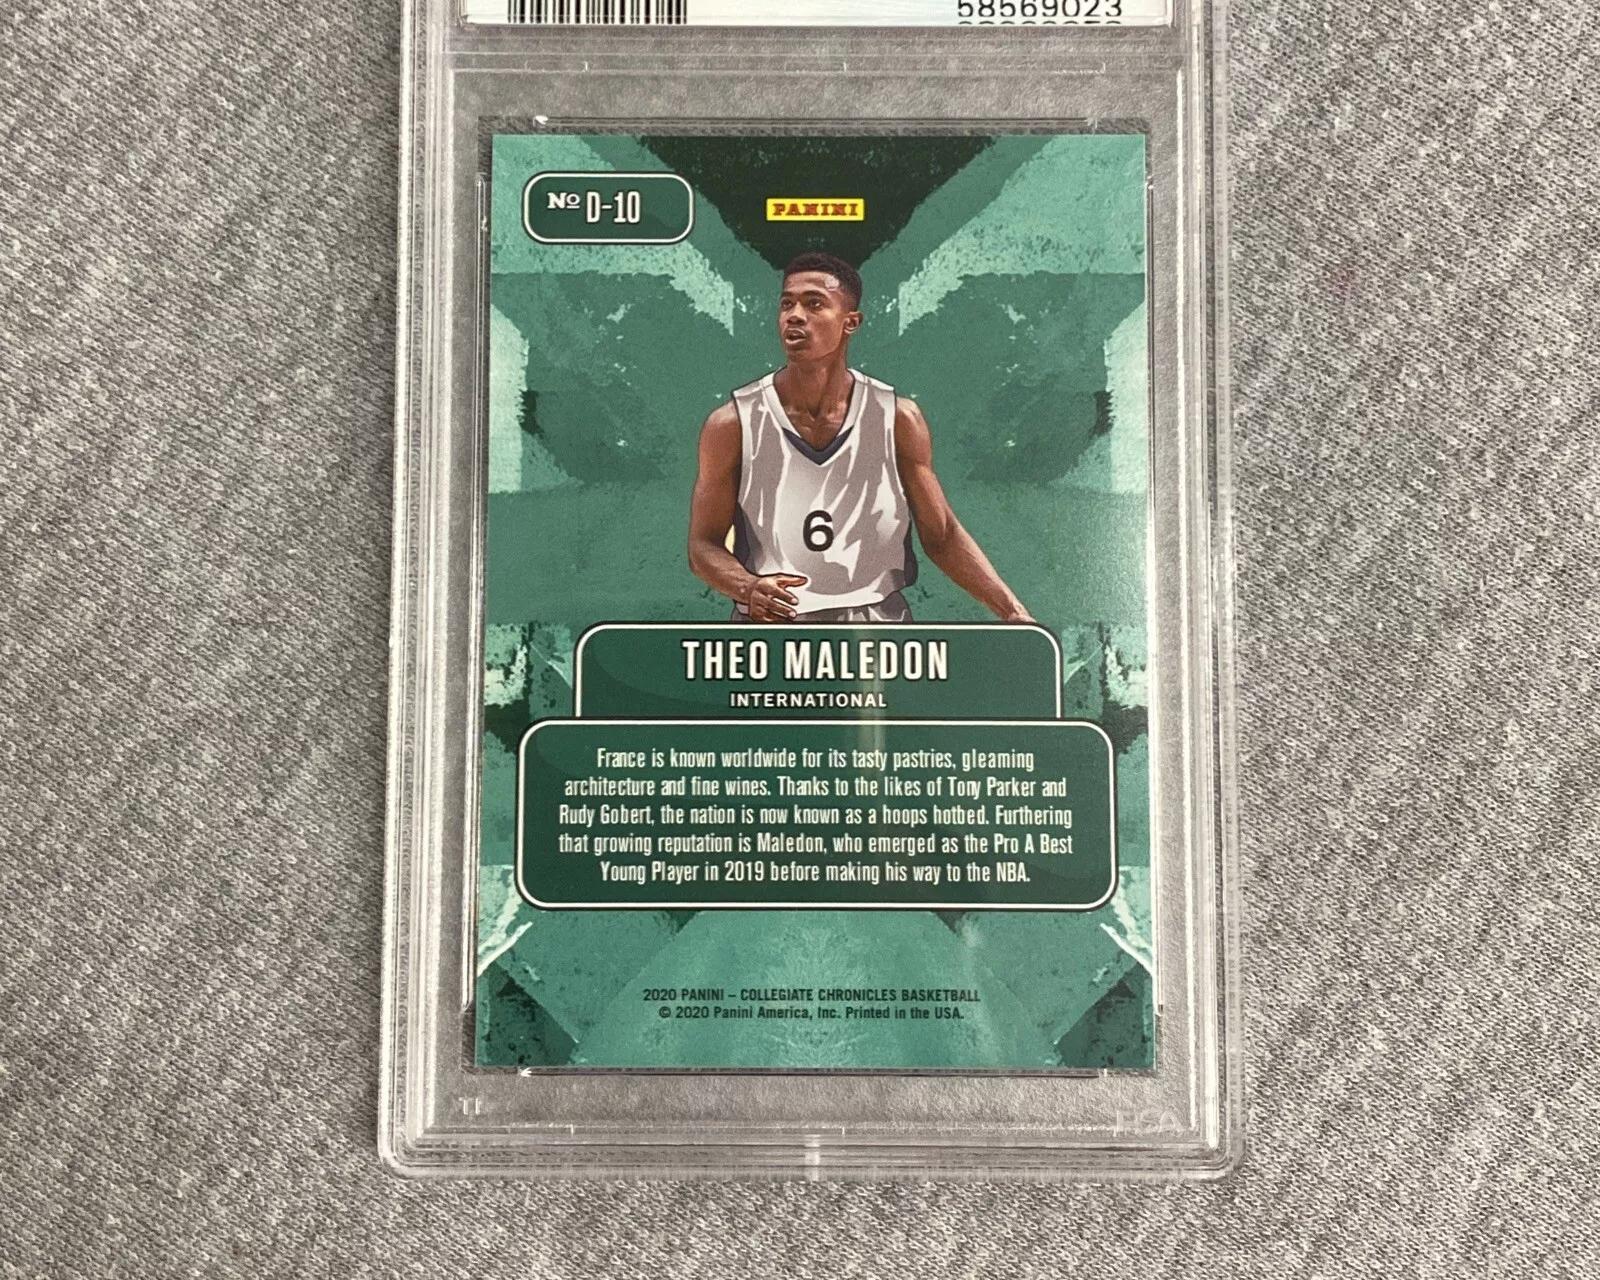 58569023
Nº D-10
PANINI
6
THEO MALEDON
INTERNATIONAL
France is known worldwide for its tasty pastries, gleaming
architecture and fine wines. Thanks to the likes of Tony Parker and
Rudy Gobert, the nation is now known as a hoops hotbed. Furthering
that growing reputation is Maledon, who emerged as the Pro A Best
Young Player in 2019 before making his way to the NBA.
2020 PANINI – COLLEGIATE CHRONICLES BASKETBALL
© 2020 Panini America, Inc. Printed in the USA.
PSA